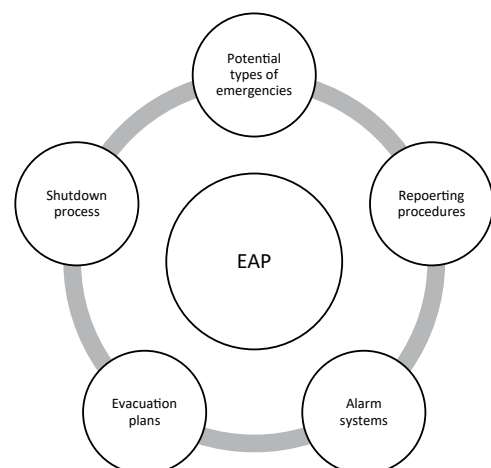 Potential
types of
emergencies
Shutdown
process
Repoerting
procedures
EAP
Evacuation
plans
Alarm
systems